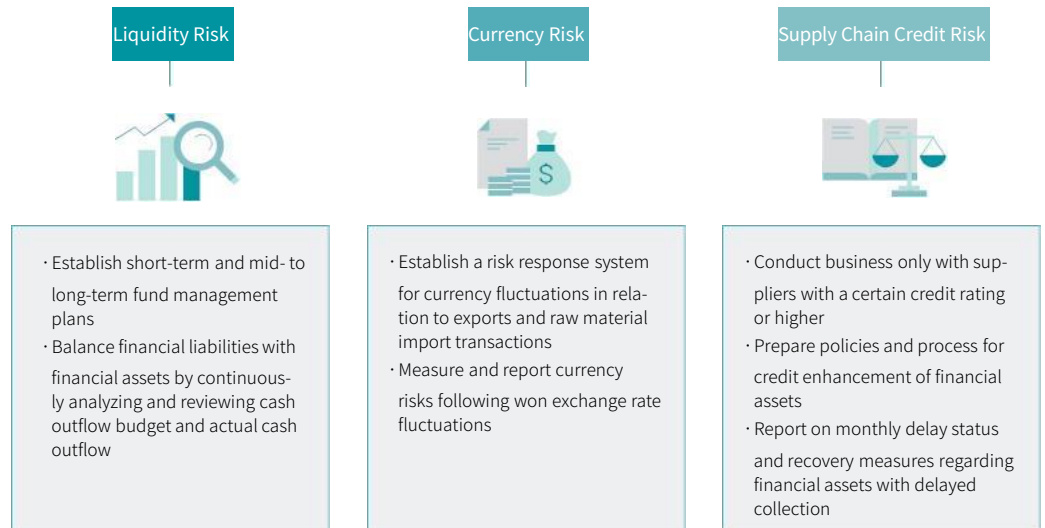 Liquidity Risk
· Establish short-term and mid- to
long-term fund management
plans
· Balance financial liabilities with
financial assets by continuous-
ly analyzing and reviewing cash
outflow budget and actual cash
outflow
Currency Risk
$
· Establish a risk response system
for currency fluctuations in rela-
tion to exports and raw material
import transactions
· Measure and report currency
risks following won exchange rate
fluctuations
Supply Chain Credit Risk
· Conduct business only with sup-
pliers with a certain credit rating
or higher
· Prepare policies and process for
credit enhancement of financial
assets
· Report on monthly delay status
and recovery measures regarding
financial assets with delayed
collection